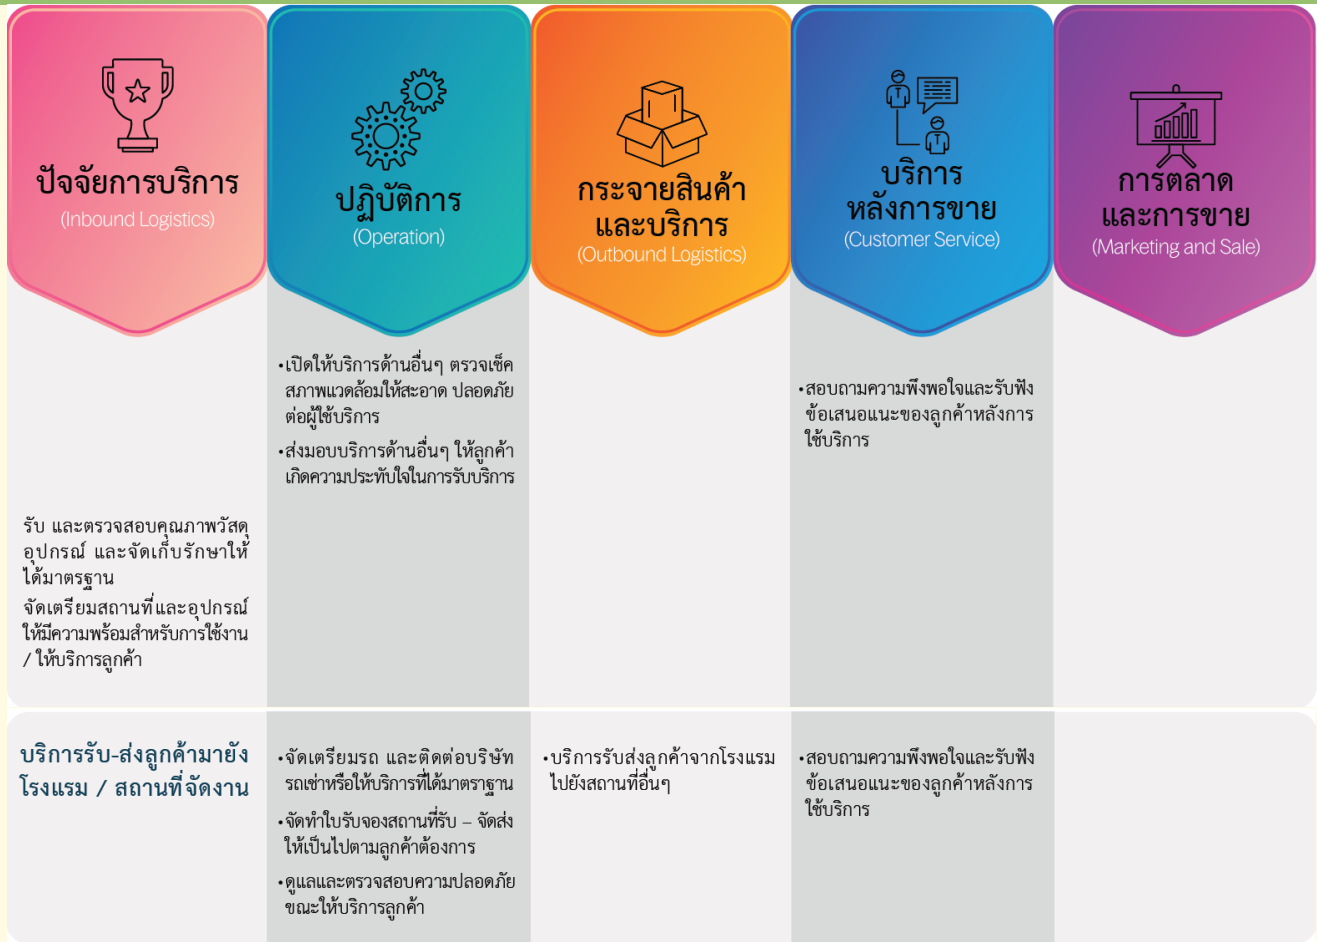 ปัจจัยการบริการ
(Inbound Logistics)
ปฏิบัติการ
(Operation)
กระจายสินค้า
และบริการ
(Outbound Logistics)
บริการ
หลังการขาย
(Customer Service)
การตลาด
และการขาย
(Marketing and Sale)
รับ และตรวจสอบคุณภาพวัสดุ
อุปกรณ์ และจัดเก็บรักษาให้
ได้มาตรฐาน
จัดเตรียมสถานที่และอุปกรณ์
ให้มีความพร้อมสำหรับการใช้งาน
/ ให้บริการลูกค้า
•เปิดให้บริการด้านอื่นๆ ตรวจเช็ค
สภาพแวดล้อมให้สะอาด ปลอดภัย
ต่อผู้ใช้บริการ
•ส่งมอบบริการด้านอื่นๆ ให้ลูกค้า
เกิดความประทับใจในการรับบริการ
•สอบถามความพึงพอใจและรับฟัง
ข้อเสนอแนะของลูกค้าหลังการ
ใช้บริการ
บริการรับ-ส่งลูกค้ามายัง
โรงแรม / สถานที่จัดงาน
•จัดเตรียมรถ และติดต่อบริษัท
รถเช่าหรือให้บริการที่ได้มาตราฐาน
•จัดทำใบรับจองสถานที่รับ – จัดส่ง
ให้เป็นไปตามลูกค้าต้องการ
•ดูแลและตรวจสอบความปลอดภัย
ขณะให้บริการลูกค้า
•บริการรับส่งลูกค้าจากโรงแรม
ไปยังสถานที่อื่นๆ
•สอบถามความพึงพอใจและรับฟัง
ข้อเสนอแนะของลูกค้าหลังการ
ใช้บริการ